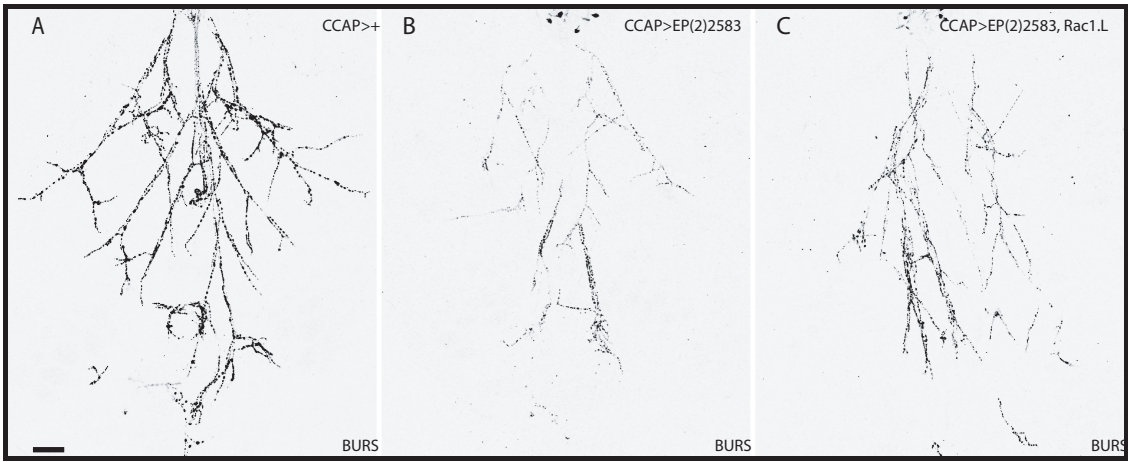 A CCAP>+
B CCAP>EP(2)2583
C CCAP>EP(2)2583, Rac1.L
BURS
BURS
BURS